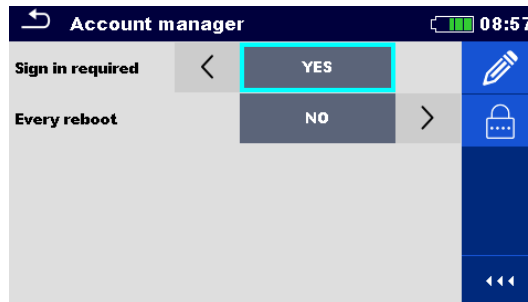 Account manager 08:57
Sign in required YES
Every reboot NO